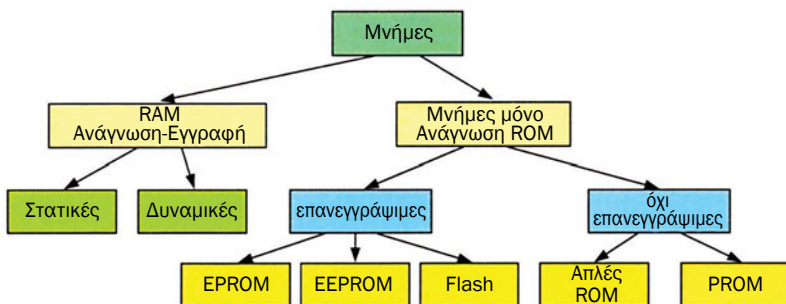 Μνήμες
RAM
Ανάγνωση-Εγγραφή
Μνήμες μόνο
Ανάγνωση ROM
Στατικές
Δυναμικές
επανεγγράψιμες
όχι
επανεγγράψιμες
EPROM
EEPROM
Flash
Απλές
ROM
PROM